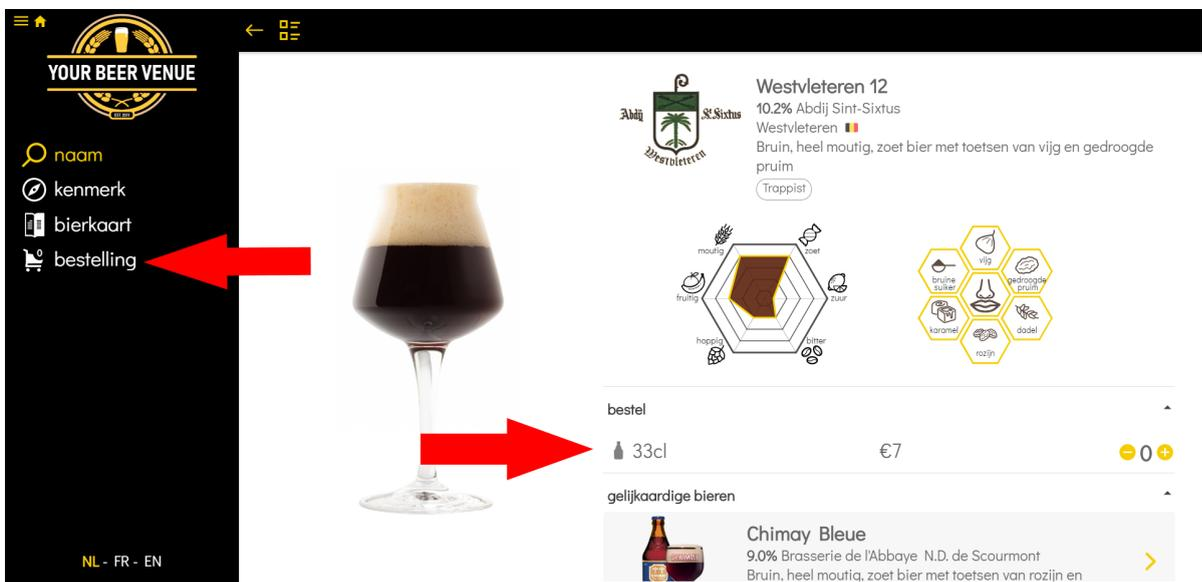 YOUR BEER VENUE
naam
kenmerk
bierkaart
0
bestelling
NL - FR - EN
Abdij St Sixtus
Westvleteren
Westvleteren 12
10.2% Abdij Sint-Sixtus
Westvleteren
Bruin, heel moutig, zoet bier met toetsen van vijg en gedroogde
pruim
Trappist
moutig
zoet
fruitig
zuur
hoppig
bitter
vijg
bruine
suiker
gedroogde
pruim
karamel
dadel
rozijn
bestel
33cl €7 0
gelijkaardige bieren
Chimay Bleue
9.0% Brasserie de l'Abbaye N.D. de Scourmont
Bruin, heel moutig, zoet bier met toetsen van rozijn en